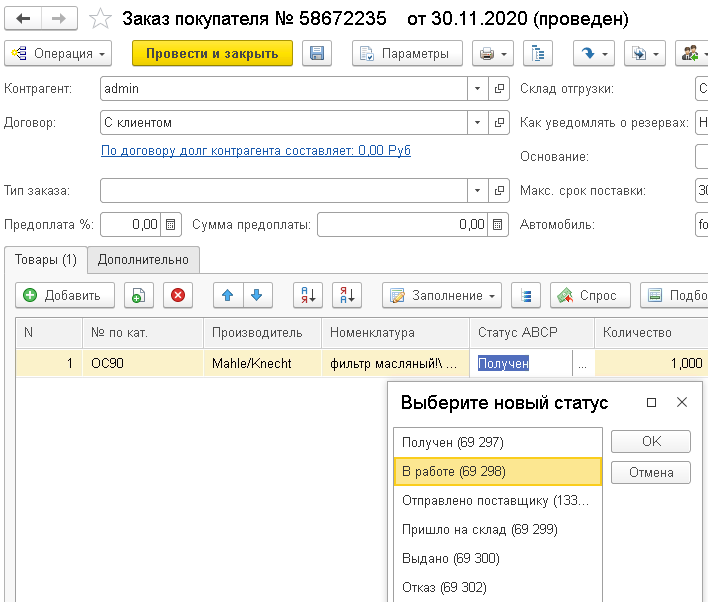 Заказ покупателя № 58672235 от 30.11.2020 (проведен)
Операция Провести и закрыть Параметры
Контрагент: admin Склад отгрузки: С
Договор: С клиентом Как уведомлять о резервах: Н
По договору долг контрагента составляет: 0,00 Руб
Основание:
Тип заказа: Макс. срок поставки: 30
Предоплата %: 0,00 Сумма предоплаты: 0,00 Автомобиль: fo
Товары (1) Дополнительно
Добавить Заполнение Спрос Подбо
N № по кат. Производитель Номенклатура Статус АВСР Количество
1 OC90 Mahle/Knecht фильтр масляный!\ ... Получен ... 1,000
Выберите новый статус
Получен (69 297)
OK
В работе (69 298)
Отмена
Отправлено поставщику (133...
Пришло на склад (69 299)
Выдано (69 300)
Отказ (69 302)